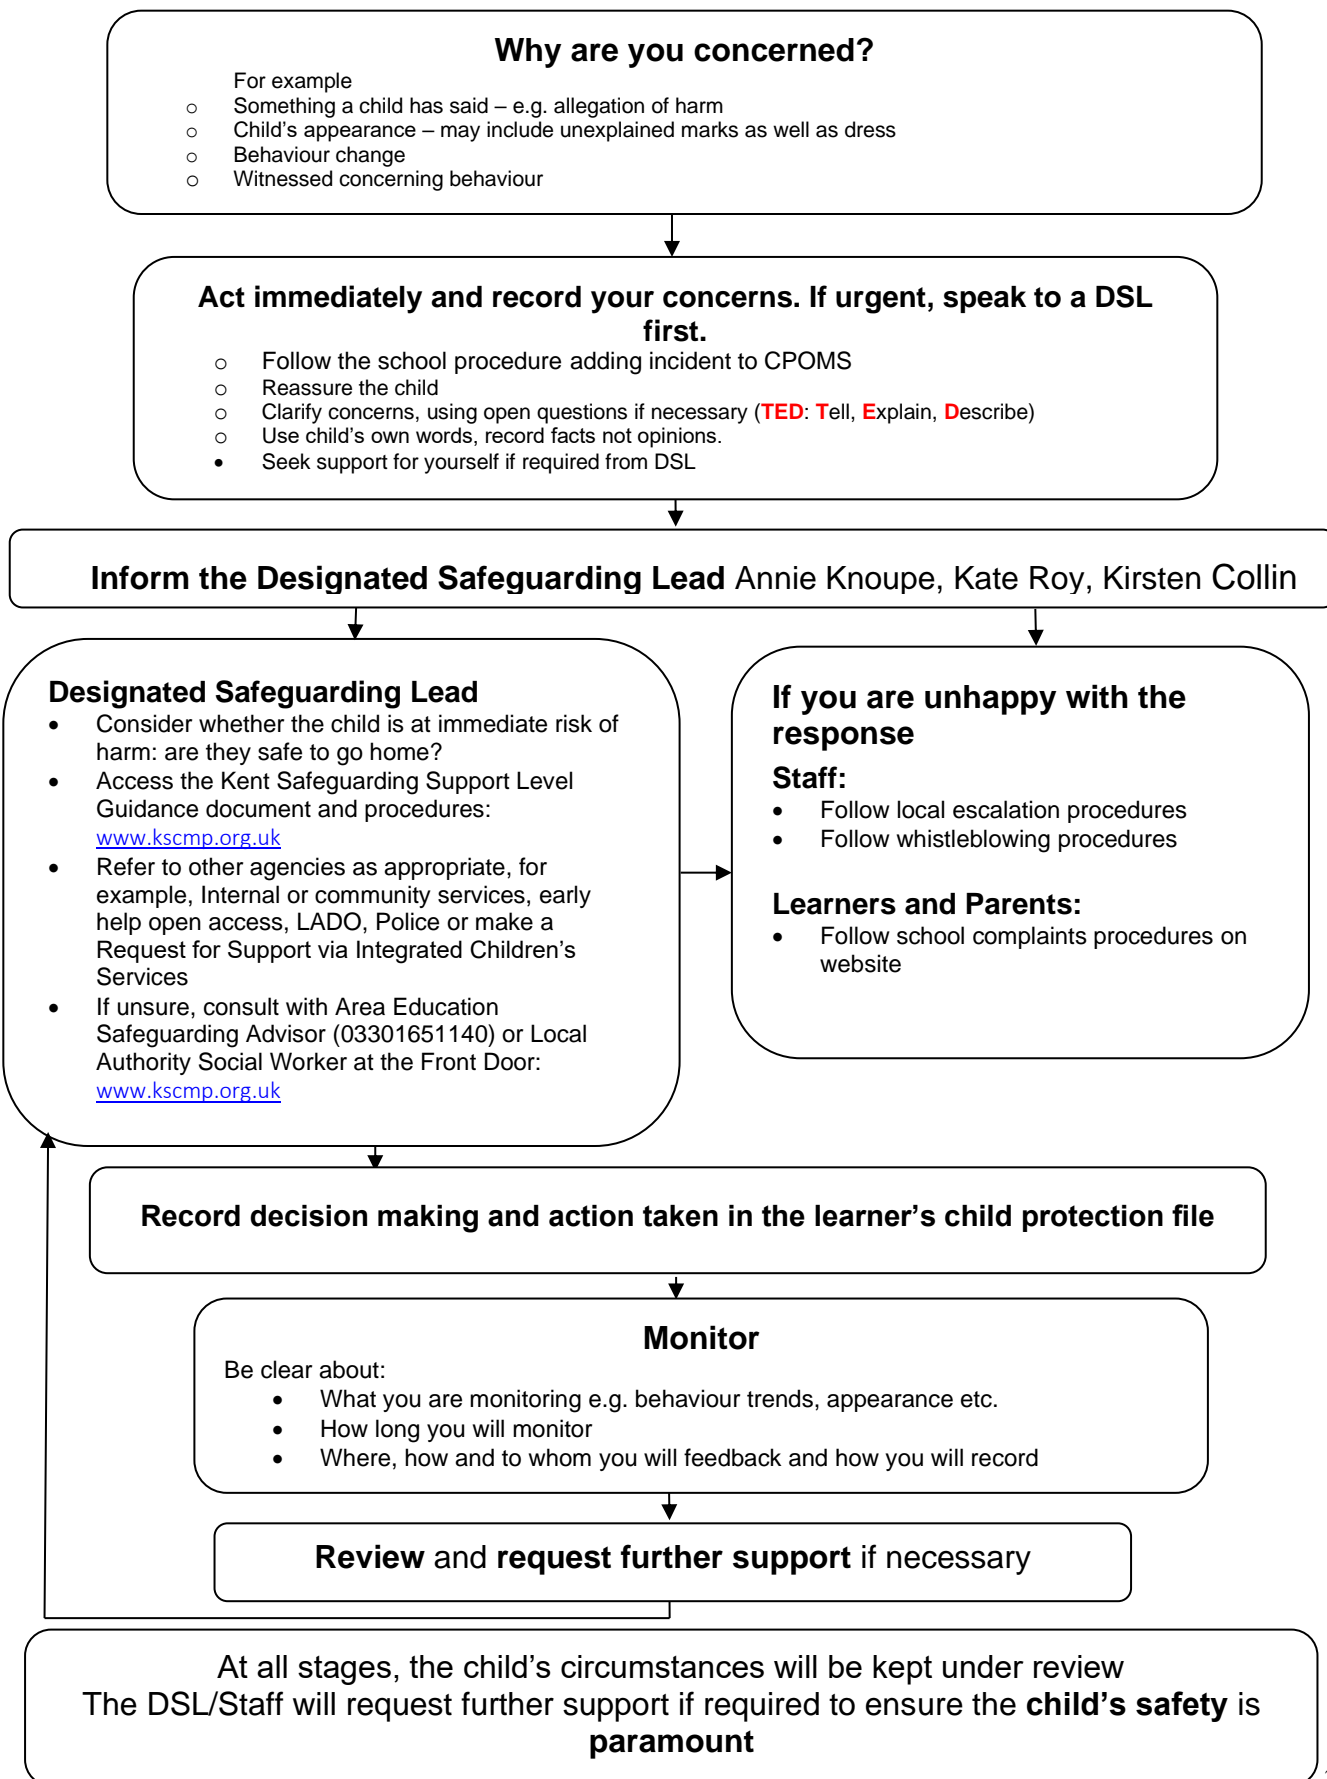 Why are you concerned?
For example
o Something a child has said – e.g. allegation of harm
o Child’s appearance – may include unexplained marks as well as dress
o Behaviour change
o Witnessed concerning behaviour
Act immediately and record your concerns. If urgent, speak to a DSL
first.
o Follow the school procedure adding incident to CPOMS
o Reassure the child
o Clarify concerns, using open questions if necessary (TED: Tell, Explain, Describe)
o Use child’s own words, record facts not opinions.
• Seek support for yourself if required from DSL
Inform the Designated Safeguarding Lead Annie Knoupe, Kate Roy, Kirsten Collin
Designated Safeguarding Lead
• Consider whether the child is at immediate risk of
harm: are they safe to go home?
• Access the Kent Safeguarding Support Level
Guidance document and procedures:
www.kscmp.org.uk
• Refer to other agencies as appropriate, for
example, Internal or community services, early
help open access, LADO, Police or make a
Request for Support via Integrated Children’s
Services
• If unsure, consult with Area Education
Safeguarding Advisor (03301651140) or Local
Authority Social Worker at the Front Door:
www.kscmp.org.uk
If you are unhappy with the
response
Staff:
• Follow local escalation procedures
• Follow whistleblowing procedures
Learners and Parents:
• Follow school complaints procedures on
website
Record decision making and action taken in the learner’s child protection file
Monitor
Be clear about:
• What you are monitoring e.g. behaviour trends, appearance etc.
• How long you will monitor
• Where, how and to whom you will feedback and how you will record
Review and request further support if necessary
At all stages, the child’s circumstances will be kept under review
The DSL/Staff will request further support if required to ensure the child’s safety is
paramount